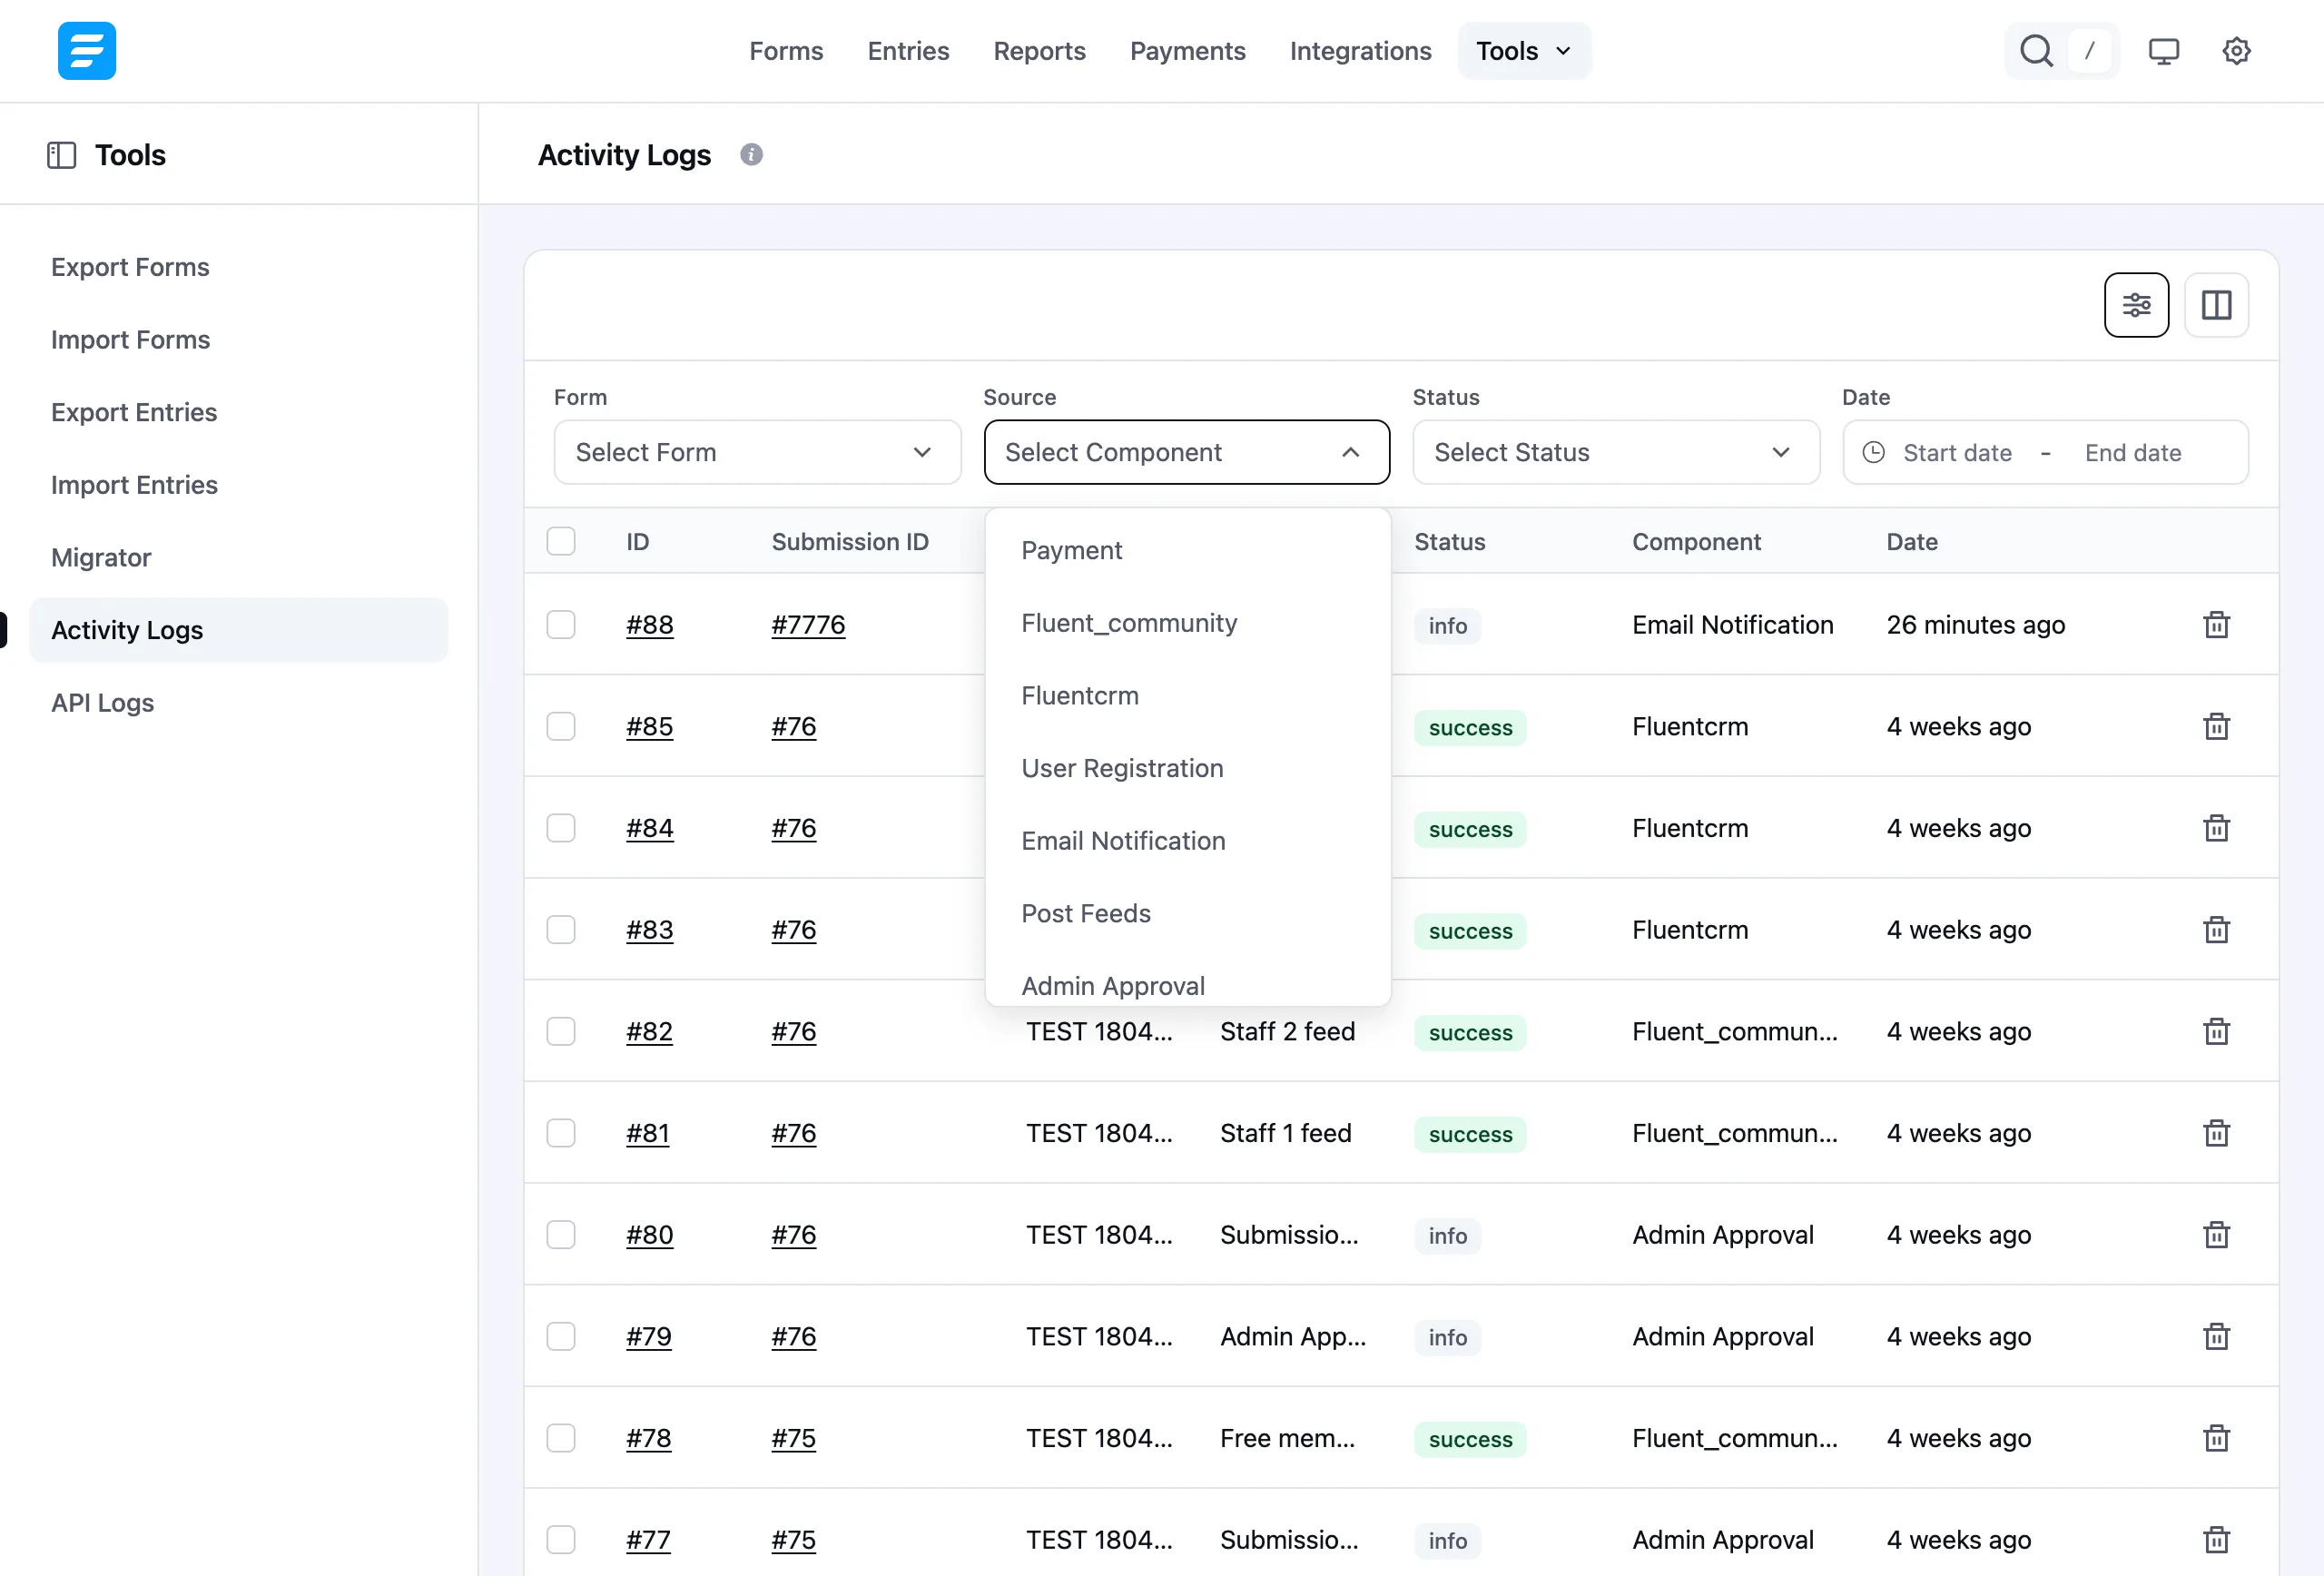 Forms Entries Reports Payments Integrations Tools /
Tools
Activity Logs
Export Forms
Import Forms
Export Entries
Import Entries
Migrator
Activity Logs
API Logs
Form Source Status Date
Select Form Select Component Select Status Start date - End date
ID Submission ID Status Component Date
Payment
Fluent_community
Fluentcrm
User Registration
Email Notification
Post Feeds
Admin Approval
#88 #7776 info Email Notification 26 minutes ago
#85 #76 success Fluentcrm 4 weeks ago
#84 #76 success Fluentcrm 4 weeks ago
#83 #76 success Fluentcrm 4 weeks ago
#82 #76 TEST 1804... Staff 2 feed success Fluent_commun... 4 weeks ago
#81 #76 TEST 1804... Staff 1 feed success Fluent_commun... 4 weeks ago
#80 #76 TEST 1804... Submissio... info Admin Approval 4 weeks ago
#79 #76 TEST 1804... Admin App... info Admin Approval 4 weeks ago
#78 #75 TEST 1804... Free mem... success Fluent_commun... 4 weeks ago
#77 #75 TEST 1804... Submissio... info Admin Approval 4 weeks ago